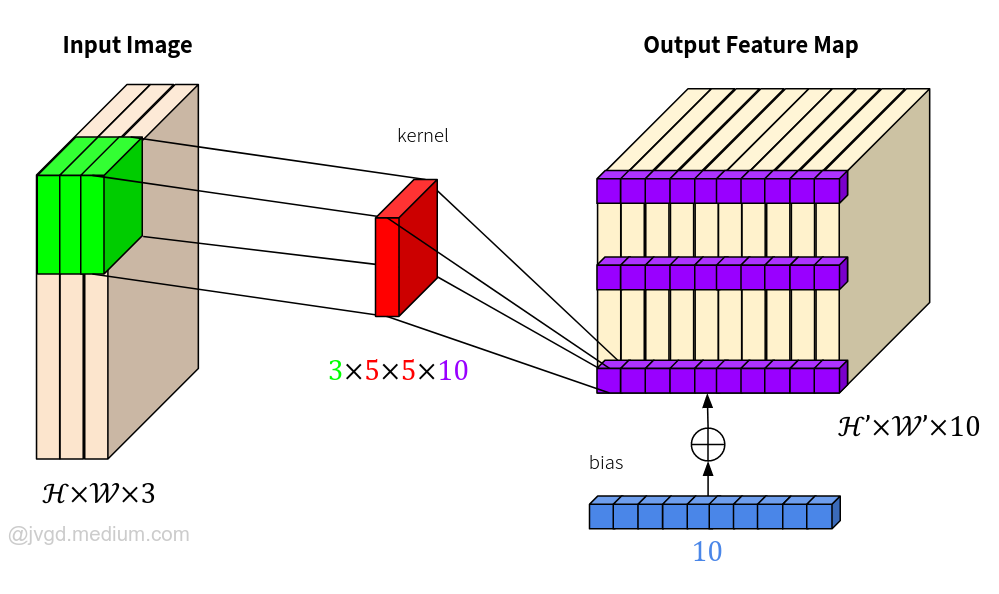 Input Image
Output Feature Map
kernel
3×5×5×10
ℋ’×𝒲’×10
bias
ℋ×𝒲×3
@jvgd.medium.com
10